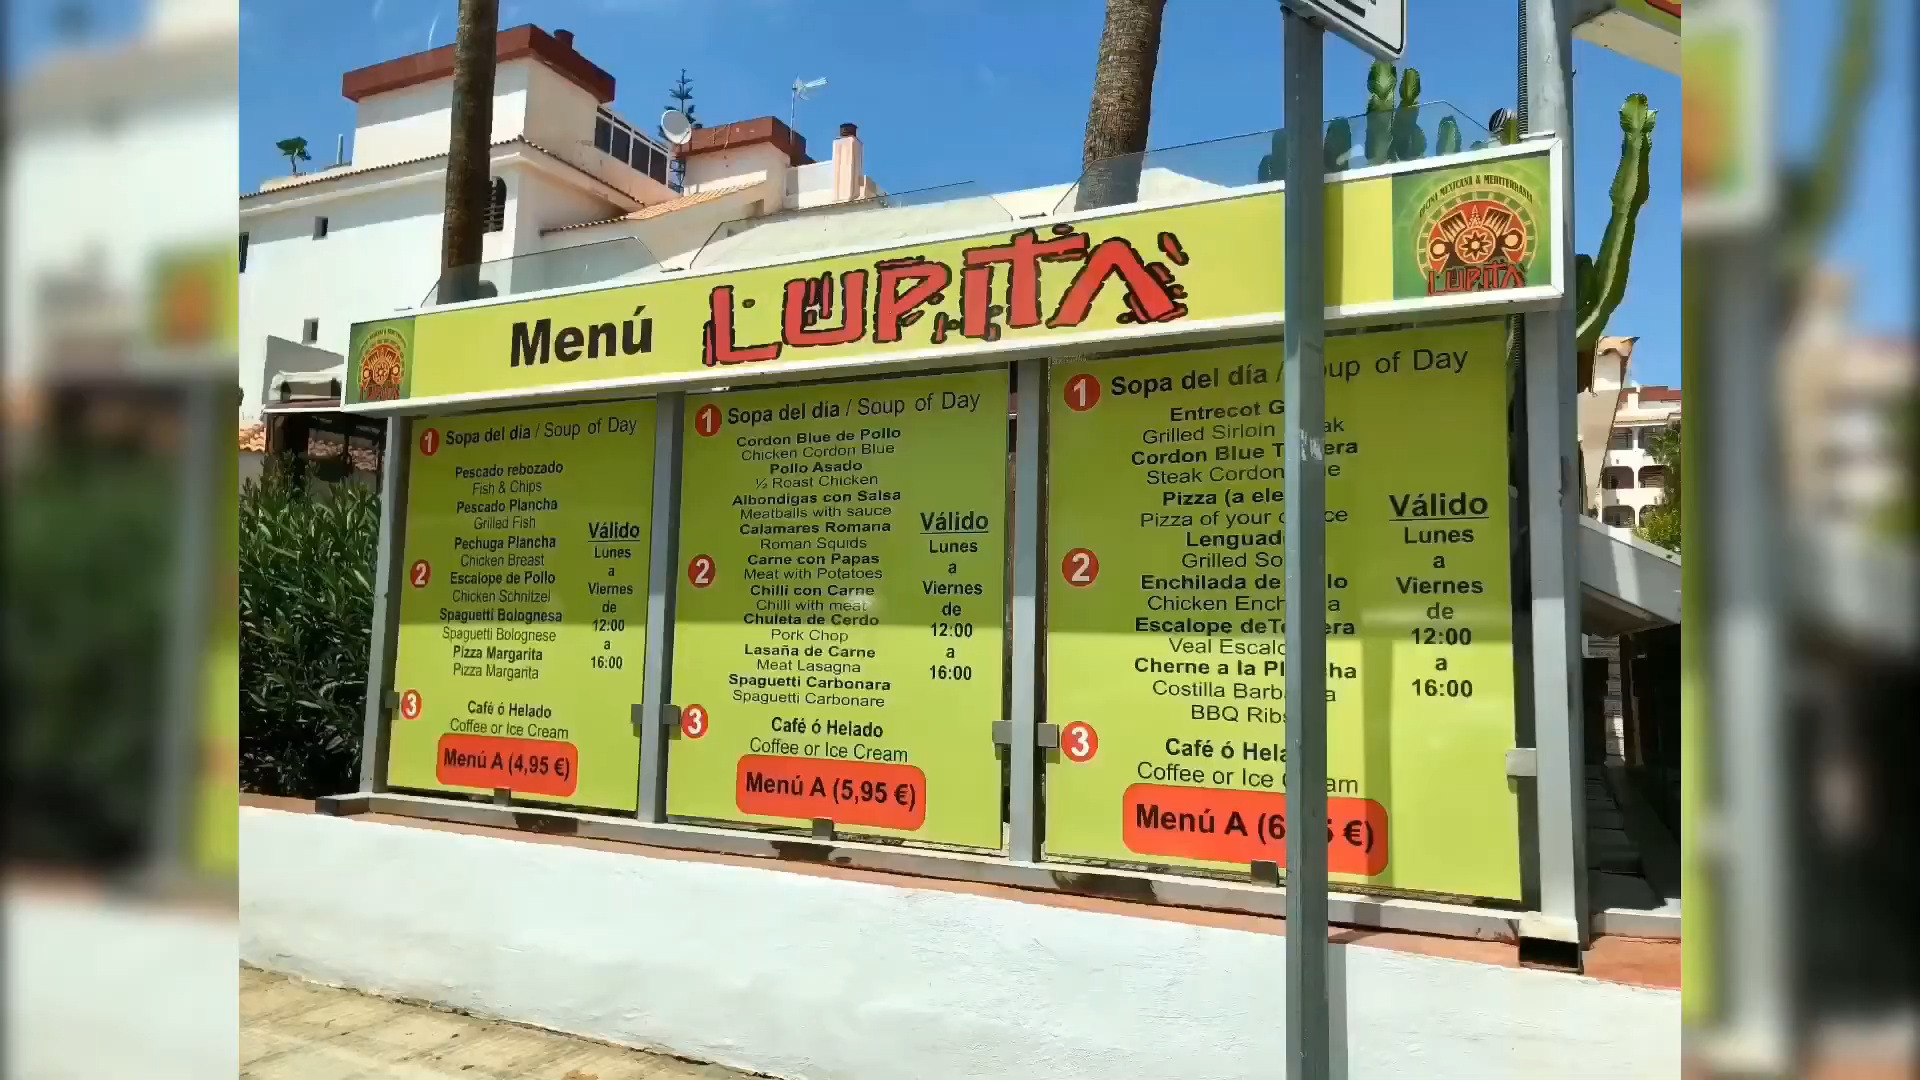 COCINA MEXICANA & MEDITERRANEA
LUPITA
Menú LUPITA
1 Sopa del día / Soup of Day
Pescado rebozado
Fish & Chips
Pescado Plancha
Grilled Fish
Pechuga Plancha
Chicken Breast
2
Escalope de Pollo
Chicken Schnitzel
Spaguetti Bolognesa
Spaguetti Bolognese
Pizza Margarita
Pizza Margarita
Válido
Lunes
a
Viernes
de
12:00
a
16:00
3
Café ó Helado
Coffee or Ice Cream
Menú A (4,95 €)
1 Sopa del día / Soup of Day
Cordon Blue de Pollo
Chicken Cordon Blue
Pollo Asado
½ Roast Chicken
Albondigas con Salsa
Meatballs with sauce
Calamares Romana
Roman Squids
2
Carne con Papas
Meat with Potatoes
Chilli con Carne
Chilli with meat
Chuleta de Cerdo
Pork Chop
Lasaña de Carne
Meat Lasagna
Spaguetti Carbonara
Spaguetti Carbonare
Válido
Lunes
a
Viernes
de
12:00
a
16:00
3
Café ó Helado
Coffee or Ice Cream
Menú A (5,95 €)
1 Sopa del día / oup of Day
Entrecot
Grilled Sirloin
Cordon Blue
Steak Cordon
Pizza (a
Pizza of your
Grilled
2
Enchilada de
Chicken
Escalope de
Veal
Cherne a la
Costilla
BBQ
Válido
Lunes
a
Viernes
de
12:00
a
16:00
3
Café ó
Coffee or Ice
Menú A